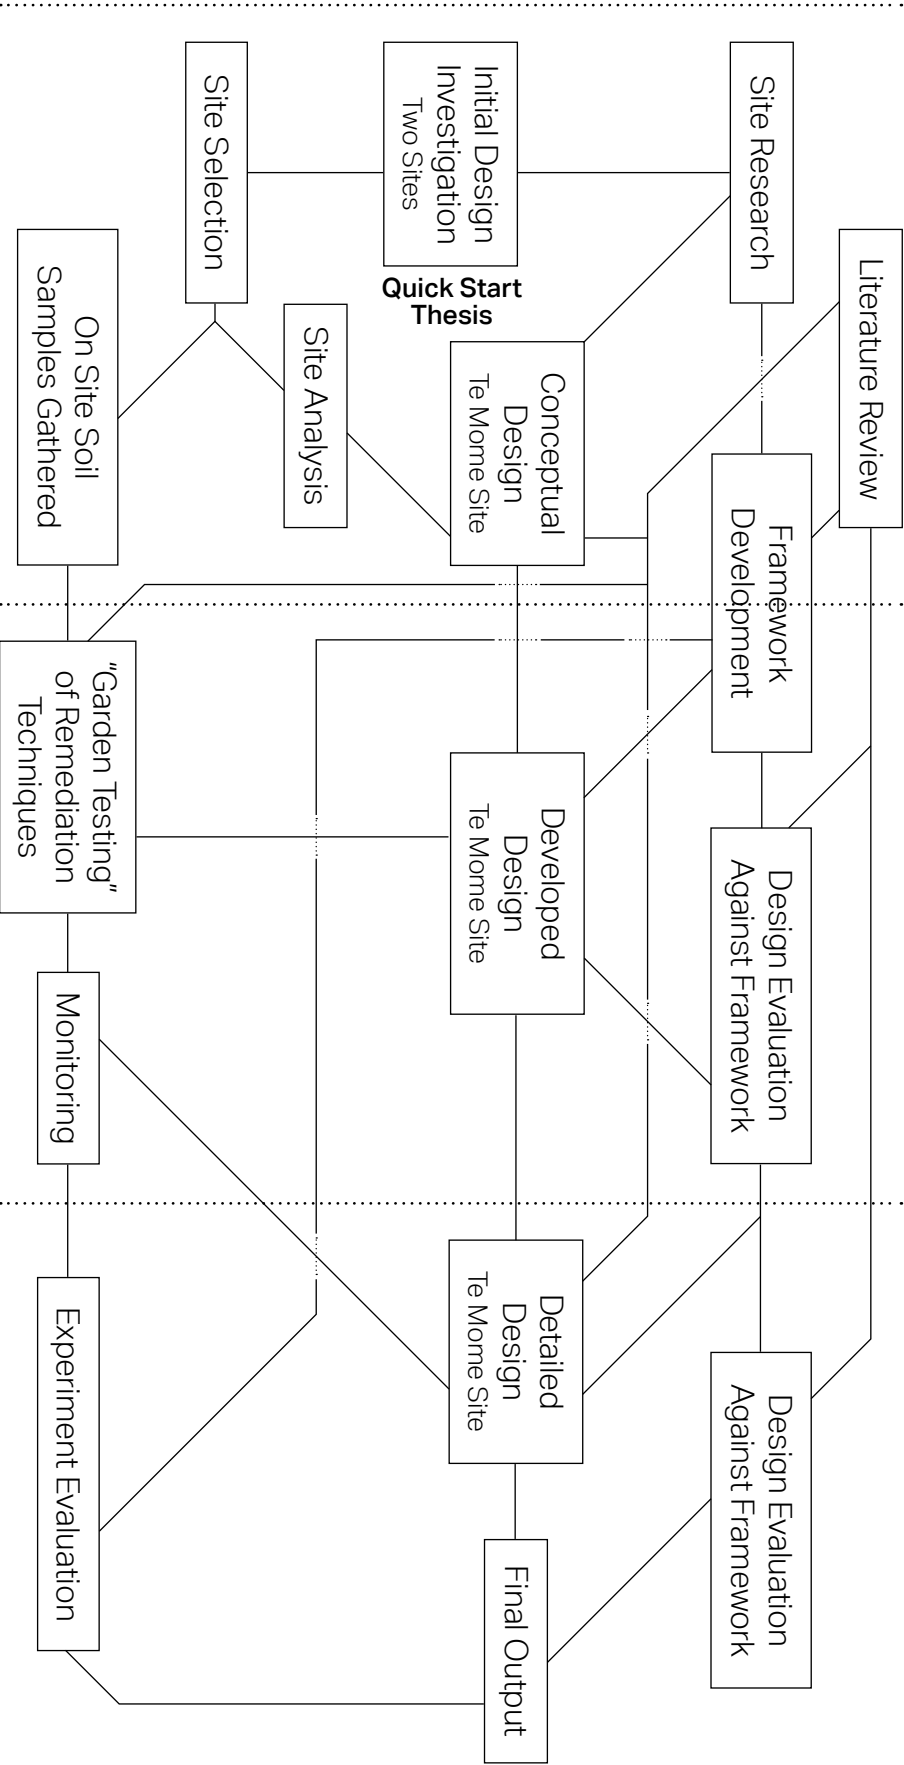 Literature Review
Site Research
Initial Design
Investigation
Two Sites
Quick Start
Thesis
Site Selection
Site Analysis
On Site Soil
Samples Gathered
Conceptual
Design
Te Mome Site
Framework
Development
Developed
Design
Te Mome Site
"Garden Testing"
of Remediation
Techniques
Design Evaluation
Against Framework
Monitoring
Detailed
Design
Te Mome Site
Design Evaluation
Against Framework
Experiment Evaluation
Final Output